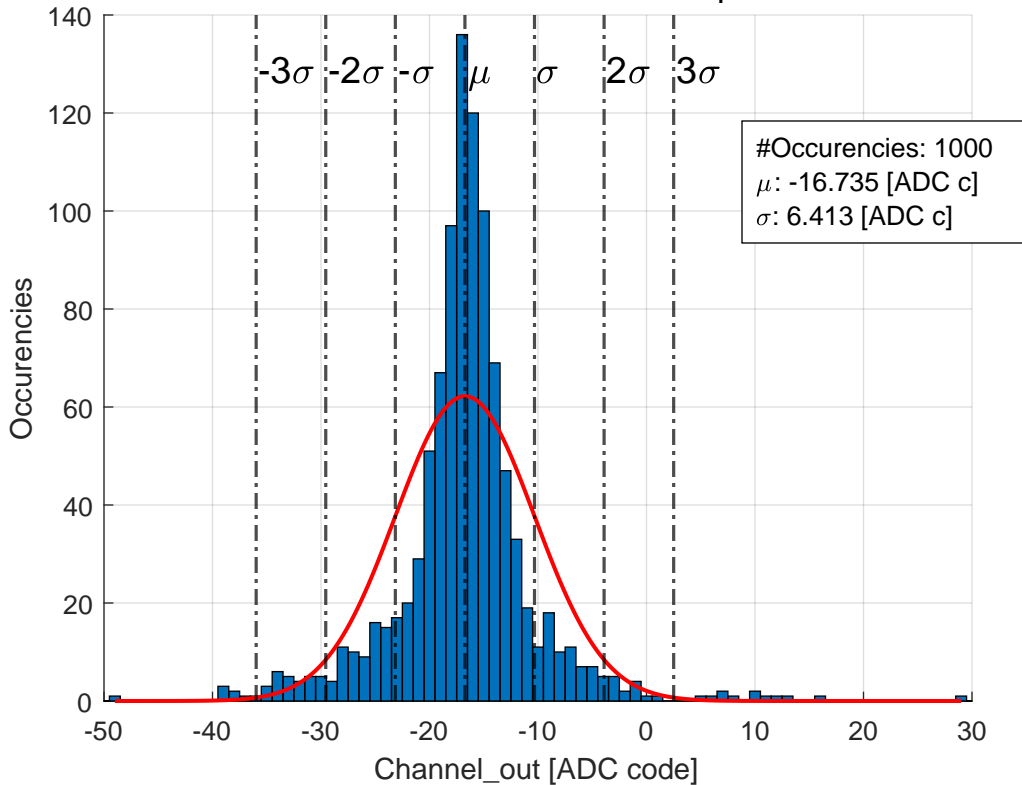 140
120
100
80
60
40
20
0
Occurencies
-3σ -2σ -σ μ σ 2σ 3σ
#Occurencies: 1000
μ: -16.735 [ADC c]
σ: 6.413 [ADC c]
-50 -40 -30 -20 -10 0 10 20 30
Channel_out [ADC code]